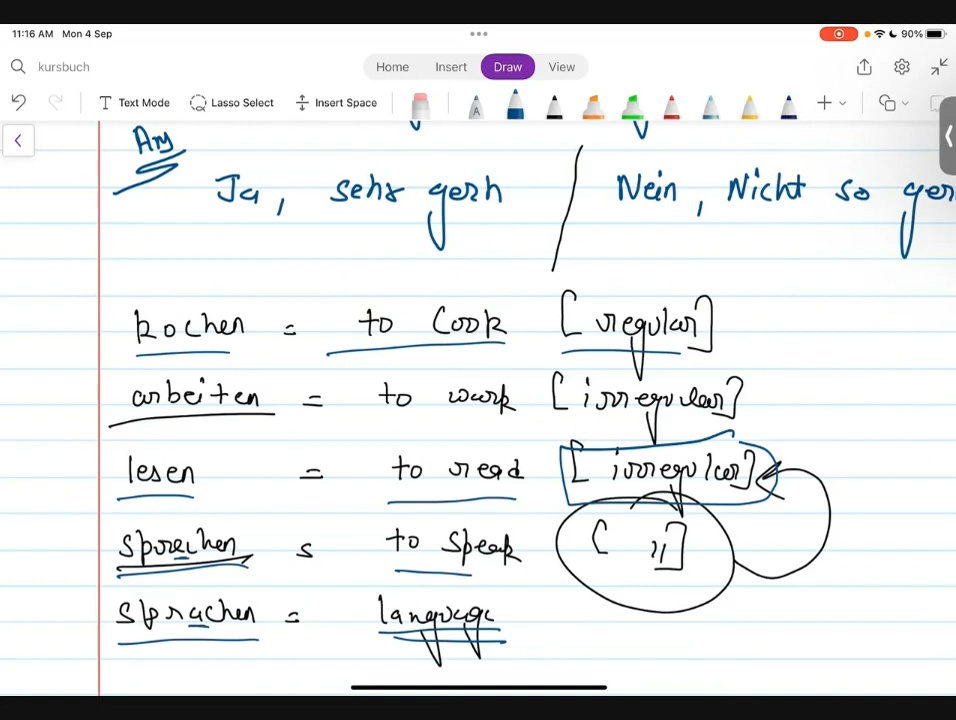 11:16 AM Mon 4 Sep 90%
kursbuch Home Insert Draw View
Text Mode Lasso Select Insert Space
Ans
Ja, sehr gern / Nein, Nicht so ger
kochen = to Cook [regular]
arbeiten = to work [irregular]
lesen = to read [irregular]
sprechen = to speak [ 〃 ]
sprachen = language